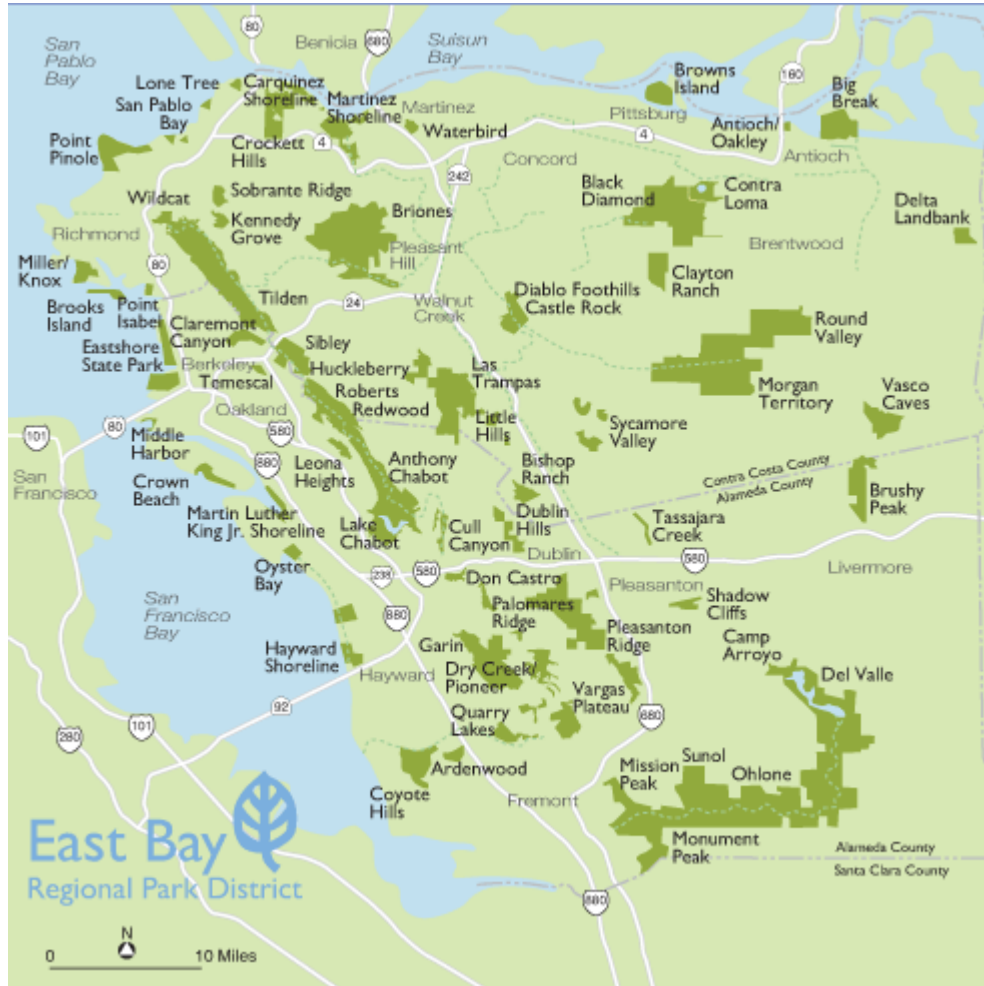 80
680
San
Pablo
Bay
Benicia
Suisun
Bay
Lone Tree
Carquinez
Shoreline
San Pablo
Bay
Martinez
Shoreline
Martinez
Waterbird
Browns
Island
Pittsburg
160
Big
Break
Antioch/
Oakley
Antioch
4
4
Point
Pinole
Crockett
Hills
Concord
242
Wildcat
Sobrante Ridge
Kennedy
Grove
Briones
Pleasant
Hill
Black
Diamond
Contra
Loma
Delta
Landbank
Brentwood
Richmond
80
Miller/
Knox
Brooks
Island
Point
Isabel
Tilden
24
Walnut
Creek
Diablo Foothills
Castle Rock
Clayton
Ranch
Round
Valley
Claremont
Canyon
Eastshore
State Park
Berkeley
Temescal
Sibley
Huckleberry
Las
Trampas
Roberts
Redwood
Morgan
Territory
Vasco
Caves
Oakland
580
Little
Hills
Sycamore
Valley
101
80
Middle
Harbor
San
Francisco
880
Leona
Heights
Anthony
Chabot
Bishop
Ranch
Contra Costa County
Alameda County
Brushy
Peak
Crown
Beach
Martin Luther
King Jr. Shoreline
Lake
Chabot
Cull
Canyon
Dublin
Hills
Tassajara
Creek
Dublin
580
Livermore
Oyster
Bay
238
580
Don Castro
Pleasanton
Shadow
Cliffs
San
Francisco
Bay
880
Palomares
Ridge
Pleasanton
Ridge
Camp
Arroyo
Hayward
Shoreline
Garin
Hayward
Dry Creek/
Pioneer
Vargas
Plateau
Del Valle
92
Quarry
Lakes
680
280
101
Ardenwood
Coyote
Hills
Fremont
Mission
Peak
Sunol
Ohlone
Monument
Peak
Alameda County
Santa Clara County
880
East Bay
Regional Park District
N
0
10 Miles